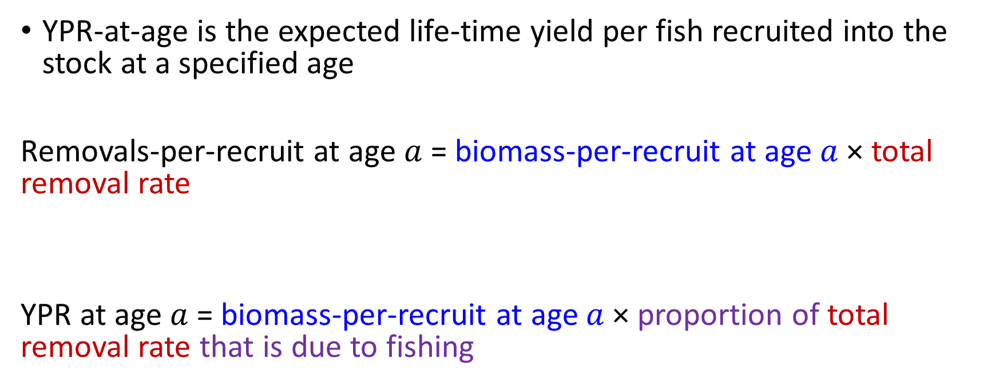 • YPR-at-age is the expected life-time yield per fish recruited into the
stock at a specified age
Removals-per-recruit at age 𝑎 = biomass-per-recruit at age 𝑎 × total
removal rate
YPR at age 𝑎 = biomass-per-recruit at age 𝑎 × proportion of total
removal rate that is due to fishing